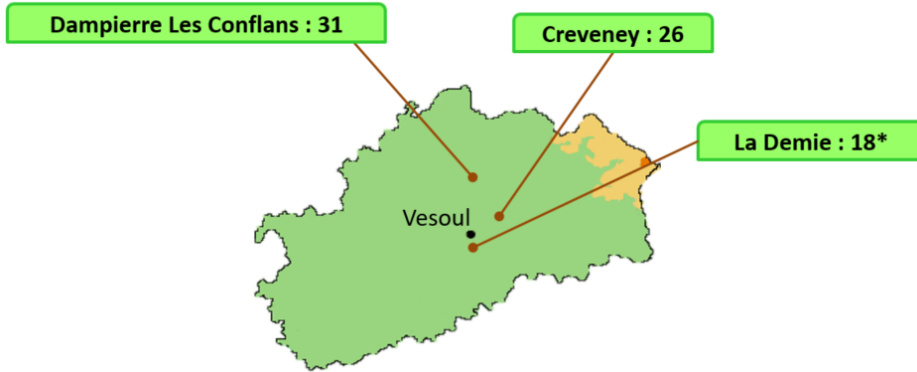 Dampierre Les Conflans : 31
Creveney : 26
La Demie : 18*
Vesoul